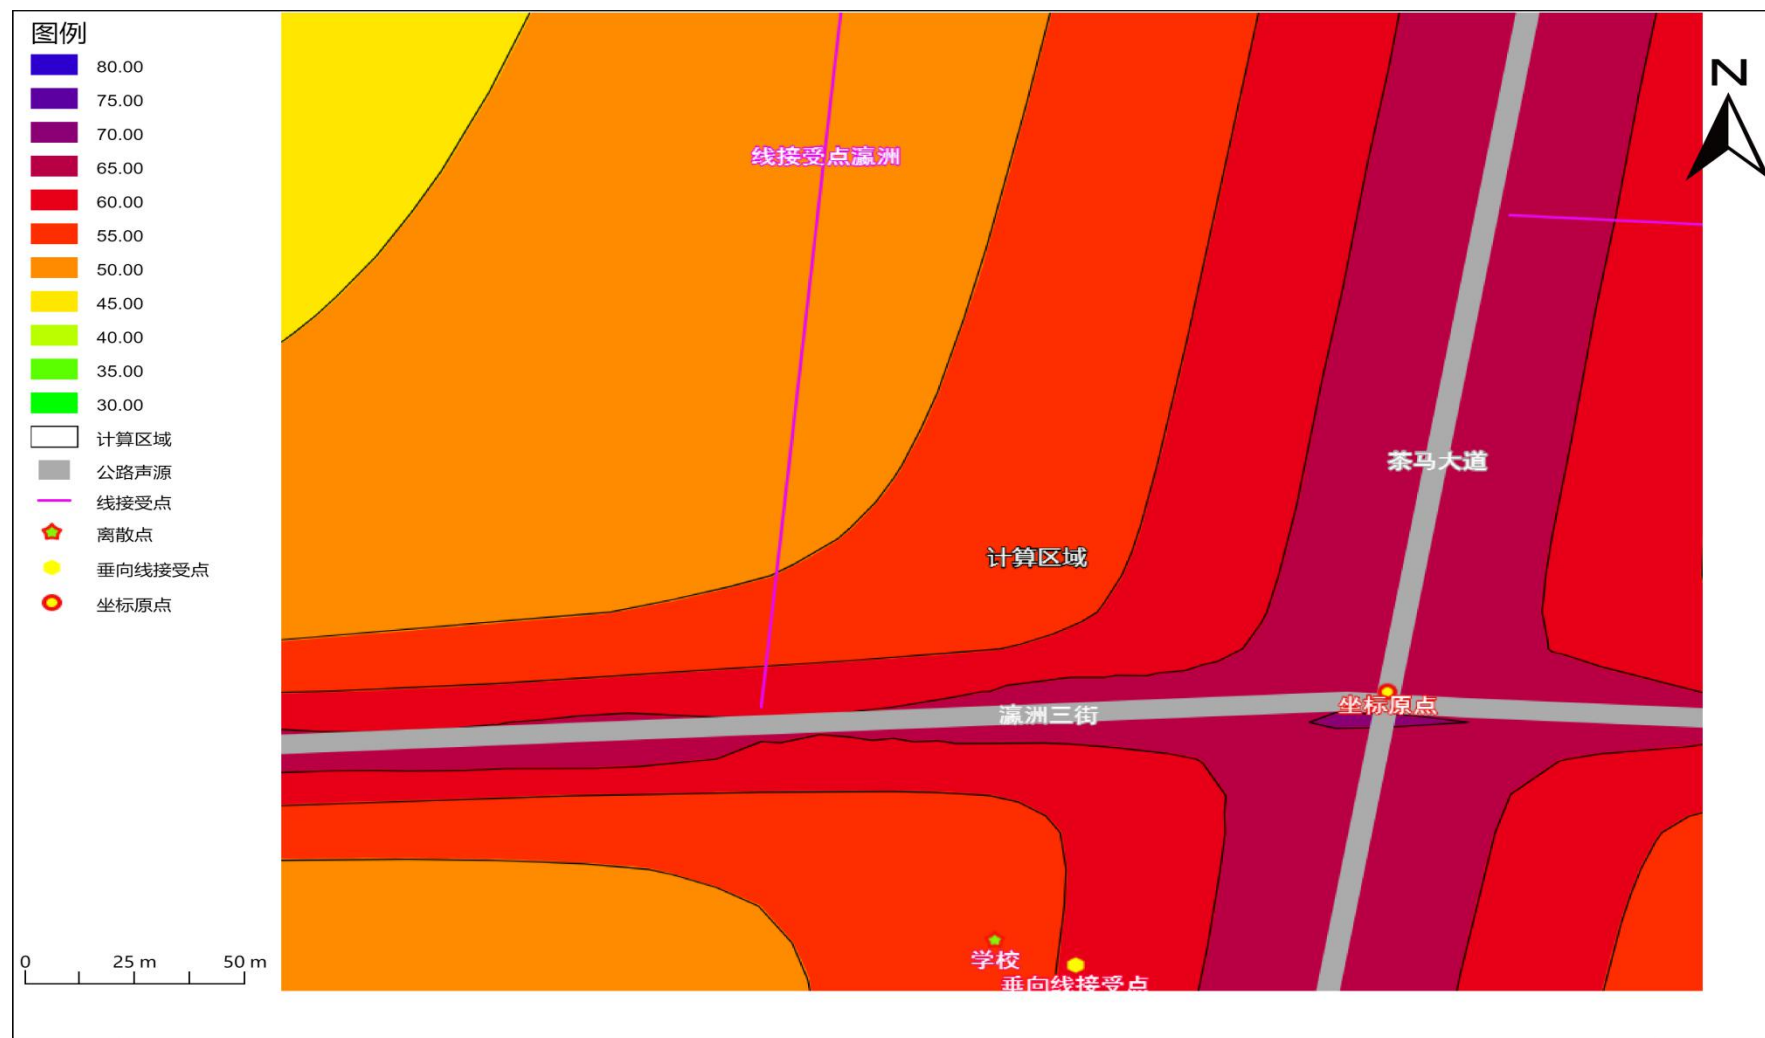 图例
80.00
75.00
70.00
65.00
60.00
55.00
50.00
45.00
40.00
35.00
30.00
计算区域
公路声源
线接受点
离散点
垂向线接受点
坐标原点
0 25 m 50 m
线接受点瀛洲
N
茶马大道
计算区域
坐标原点
瀛洲三街
学校
垂向线接受点